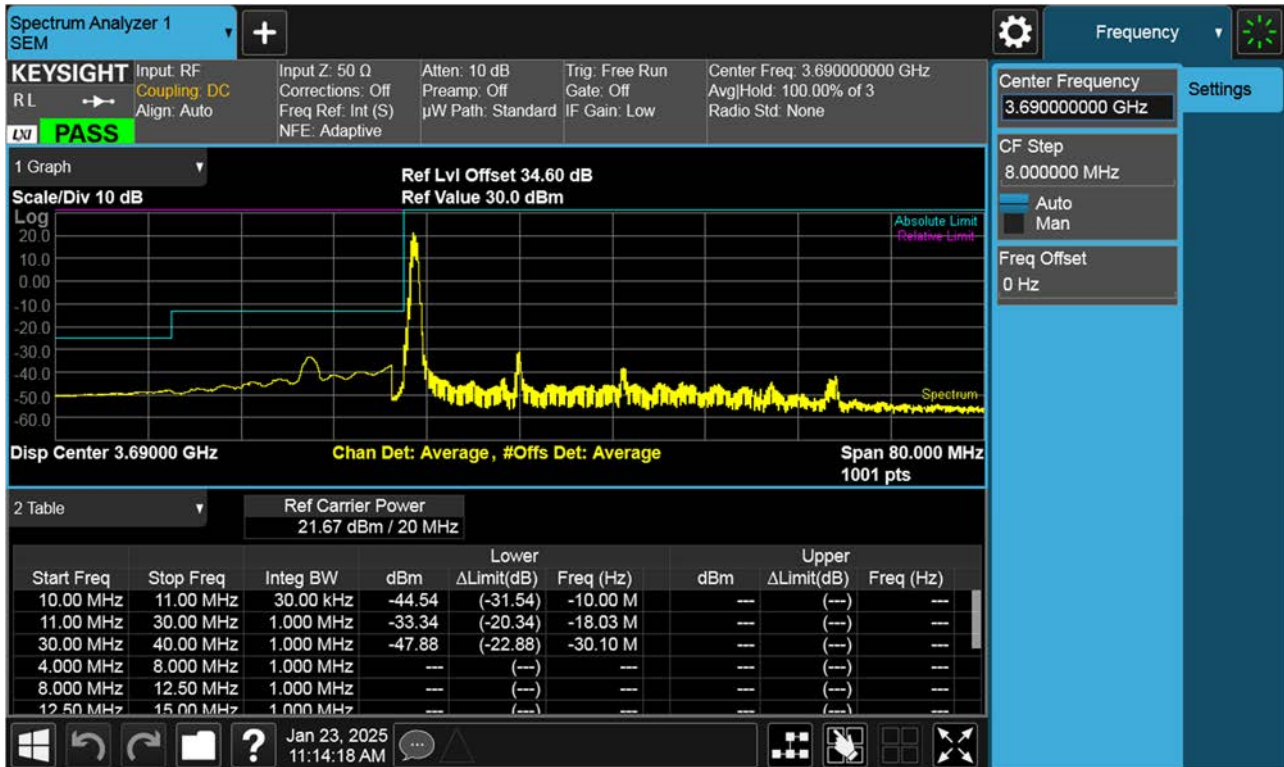 Spectrum Analyzer 1
SEM
Frequency
KEYSIGHT
RL
LXI PASS
Input: RF
Coupling: DC
Align: Auto
Input Z: 50 Ω
Corrections: Off
Freq Ref: Int (S)
NFE: Adaptive
Atten: 10 dB
Preamp: Off
µW Path: Standard
Trig: Free Run
Gate: Off
IF Gain: Low
Center Freq: 3.690000000 GHz
Avg|Hold: 100.00% of 3
Radio Std: None
Center Frequency
3.690000000 GHz
Settings
CF Step
8.000000 MHz
Auto
Man
Freq Offset
0 Hz
1 Graph
Scale/Div 10 dB
Ref Lvl Offset 34.60 dB
Ref Value 30.0 dBm
Log
20.0
10.0
0.00
-10.0
-20.0
-30.0
-40.0
-50.0
-60.0
Absolute Limit
Relative Limit
Spectrum
Disp Center 3.69000 GHz
Chan Det: Average, #Offs Det: Average
Span 80.000 MHz
1001 pts
2 Table
Ref Carrier Power
21.67 dBm / 20 MHz
Lower Upper
Start Freq Stop Freq Integ BW dBm ΔLimit(dB) Freq (Hz) dBm ΔLimit(dB) Freq (Hz)
10.00 MHz 11.00 MHz 30.00 kHz -44.54 (-31.54) -10.00 M --- (---) ---
11.00 MHz 30.00 MHz 1.000 MHz -33.34 (-20.34) -18.03 M --- (---) ---
30.00 MHz 40.00 MHz 1.000 MHz -47.88 (-22.88) -30.10 M --- (---) ---
4.000 MHz 8.000 MHz 1.000 MHz --- (---) --- --- (---) ---
8.000 MHz 12.50 MHz 1.000 MHz --- (---) --- --- (---) ---
12.50 MHz 15.00 MHz 1.000 MHz --- (---) --- --- (---) ---
?
Jan 23, 2025
11:14:18 AM